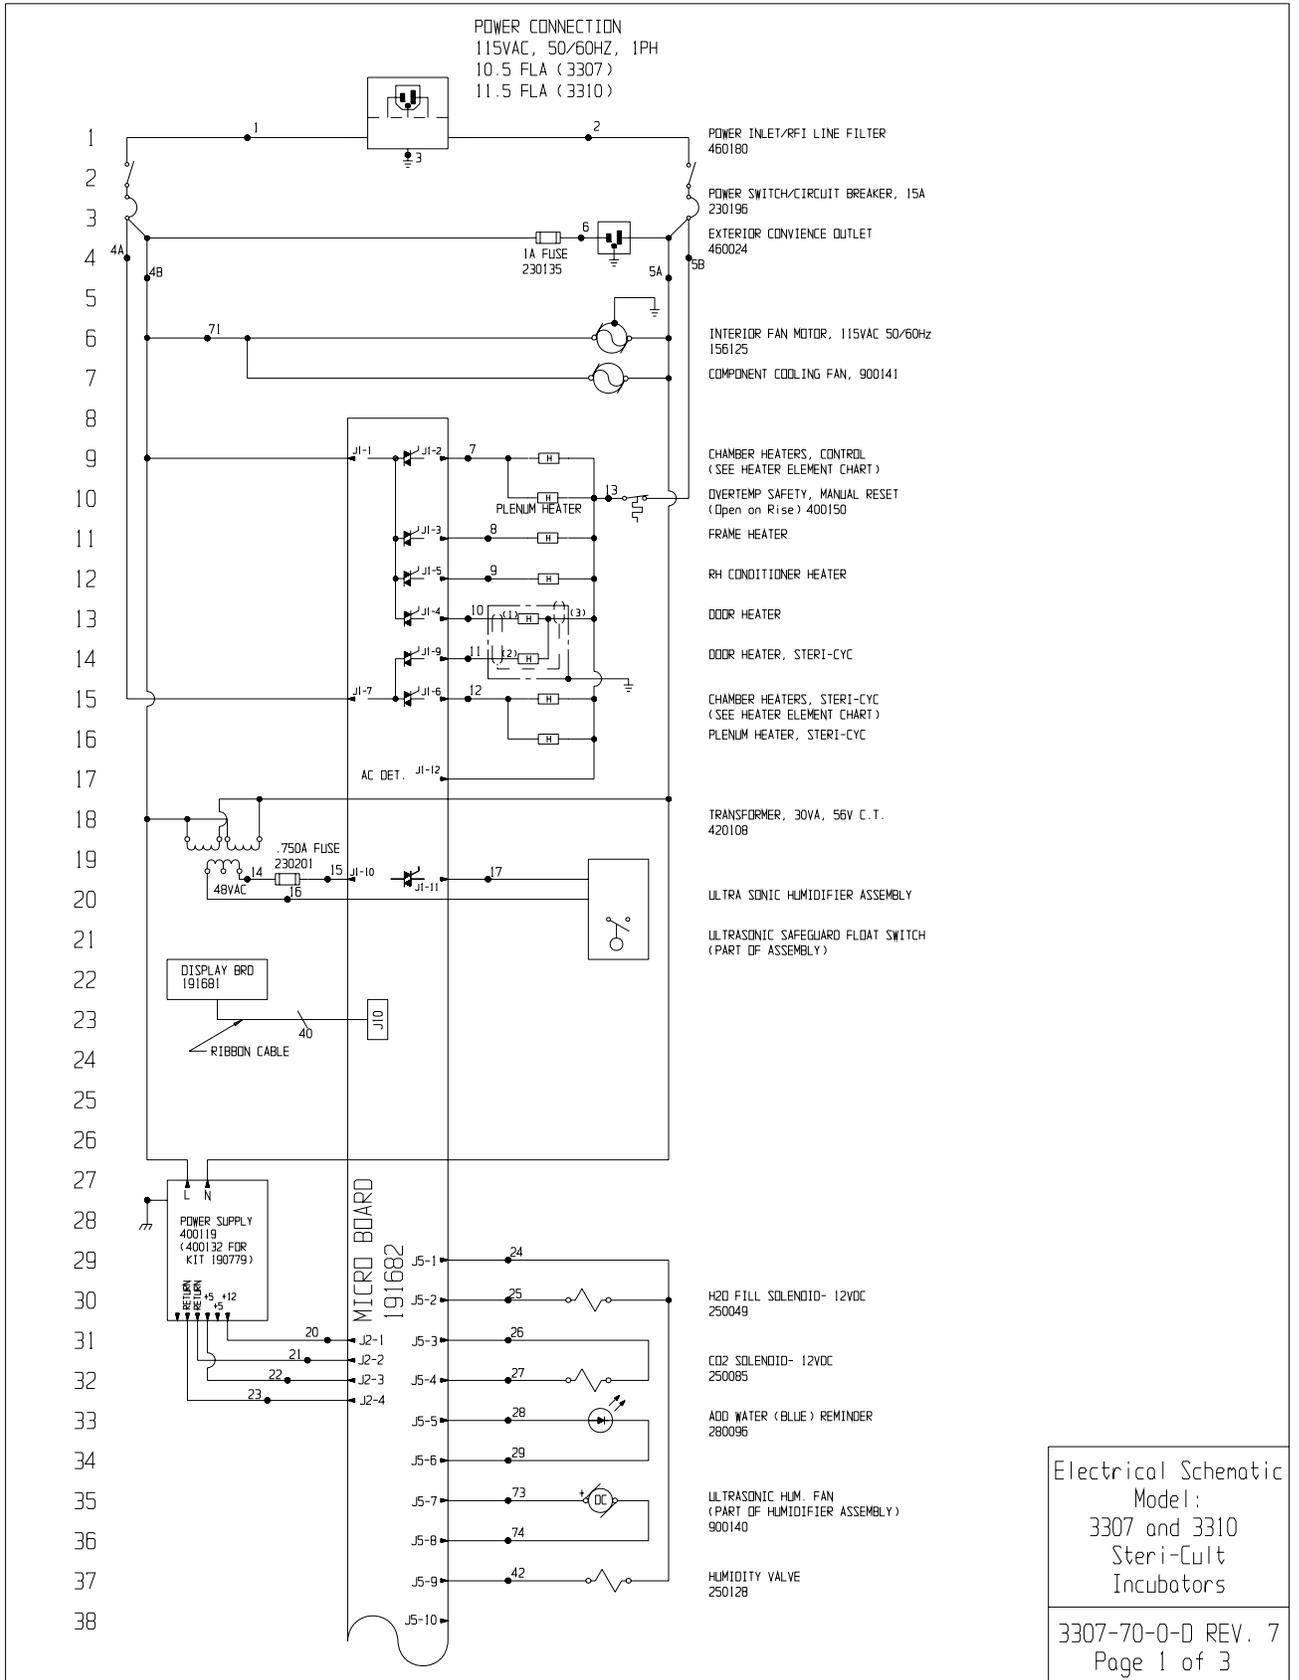 POWER CONNECTION
115VAC, 50/60HZ, 1PH
10.5 FLA (3307)
11.5 FLA (3310)
1
1
2
POWER INLET/RFI LINE FILTER
460180
3
2
POWER SWITCH/CIRCUIT BREAKER, 15A
230196
3
6
EXTERIOR CONVIENCE OUTLET
460024
4
4A
1A FUSE
230135
5B
4B
5A
5
6
71
INTERIOR FAN MOTOR, 115VAC 50/60Hz
156125
7
COMPONENT COOLING FAN, 900141
8
9
J1-1
J1-2
7
H
CHAMBER HEATERS, CONTROL
(SEE HEATER ELEMENT CHART)
10
H
13
OVERTEMP SAFETY, MANUAL RESET
(Open on Rise) 400150
PLENUM HEATER
11
J1-3
8
H
FRAME HEATER
12
J1-5
9
H
RH CONDITIONER HEATER
13
J1-4
10
(1)
H
(3)
DOOR HEATER
14
J1-9
11
(2)
H
DOOR HEATER, STERI-CYC
15
J1-7
J1-6
12
H
CHAMBER HEATERS, STERI-CYC
(SEE HEATER ELEMENT CHART)
16
H
PLENUM HEATER, STERI-CYC
17
AC DET.
J1-12
18
TRANSFORMER, 30VA, 56V C.T.
420108
19
.750A FUSE
230201
14
15
J1-10
J1-11
17
48VAC
16
20
ULTRA SONIC HUMIDIFIER ASSEMBLY
21
ULTRASONIC SAFEGUARD FLOAT SWITCH
(PART OF ASSEMBLY)
22
DISPLAY BRD
191681
23
J10
40
RIBBON CABLE
24
25
26
27
L N
28
POWER SUPPLY
400119
(400132 FOR
KIT 190779)
MICRO BOARD
191682
29
J5-1
24
30
RETURN
RETURN
+5
+5
+12
J5-2
25
H2O FILL SOLENOID- 12VDC
250049
31
20
J2-1
J5-3
26
21
J2-2
CO2 SOLENOID- 12VDC
250085
32
22
J2-3
J5-4
27
23
J2-4
33
J5-5
28
ADD WATER (BLUE) REMINDER
280096
34
J5-6
29
35
J5-7
73
+
DC
ULTRASONIC HUM. FAN
(PART OF HUMIDIFIER ASSEMBLY)
900140
36
J5-8
74
37
J5-9
42
HUMIDITY VALVE
250128
38
J5-10
Electrical Schematic
Model:
3307 and 3310
Steri-Cult
Incubators
3307-70-0-D REV. 7
Page 1 of 3